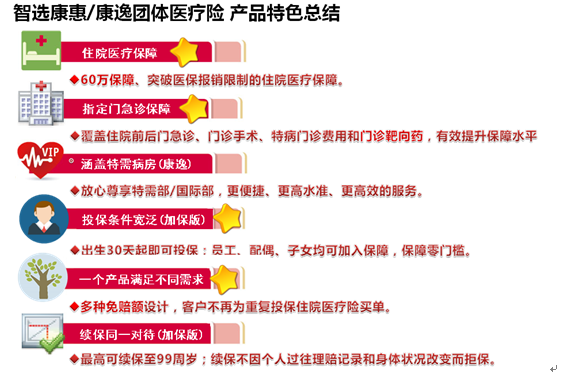 智选康惠/康逸团体医疗险 产品特色总结
住院医疗保障
◆60万保障、突破医保报销限制的住院医疗保障。
指定门急诊保障
◆覆盖住院前后门急诊、门诊手术、特病门诊费用和门诊靶向药，有效提升保障水平
VIP
涵盖特需病房(康逸)
◆放心尊享特需部/国际部，更便捷、更高水准、更高效的服务。
投保条件宽泛(加保版)
◆出生30天起即可投保；员工、配偶、子女均可加入保障，保障零门槛。
一个产品满足不同需求
◆多种免赔额设计，客户不再为重复投保住院医疗险买单。
续保同一对待(加保版)
◆最高可续保至99周岁；续保不因个人过往理赔记录和身体状况改变而拒保。